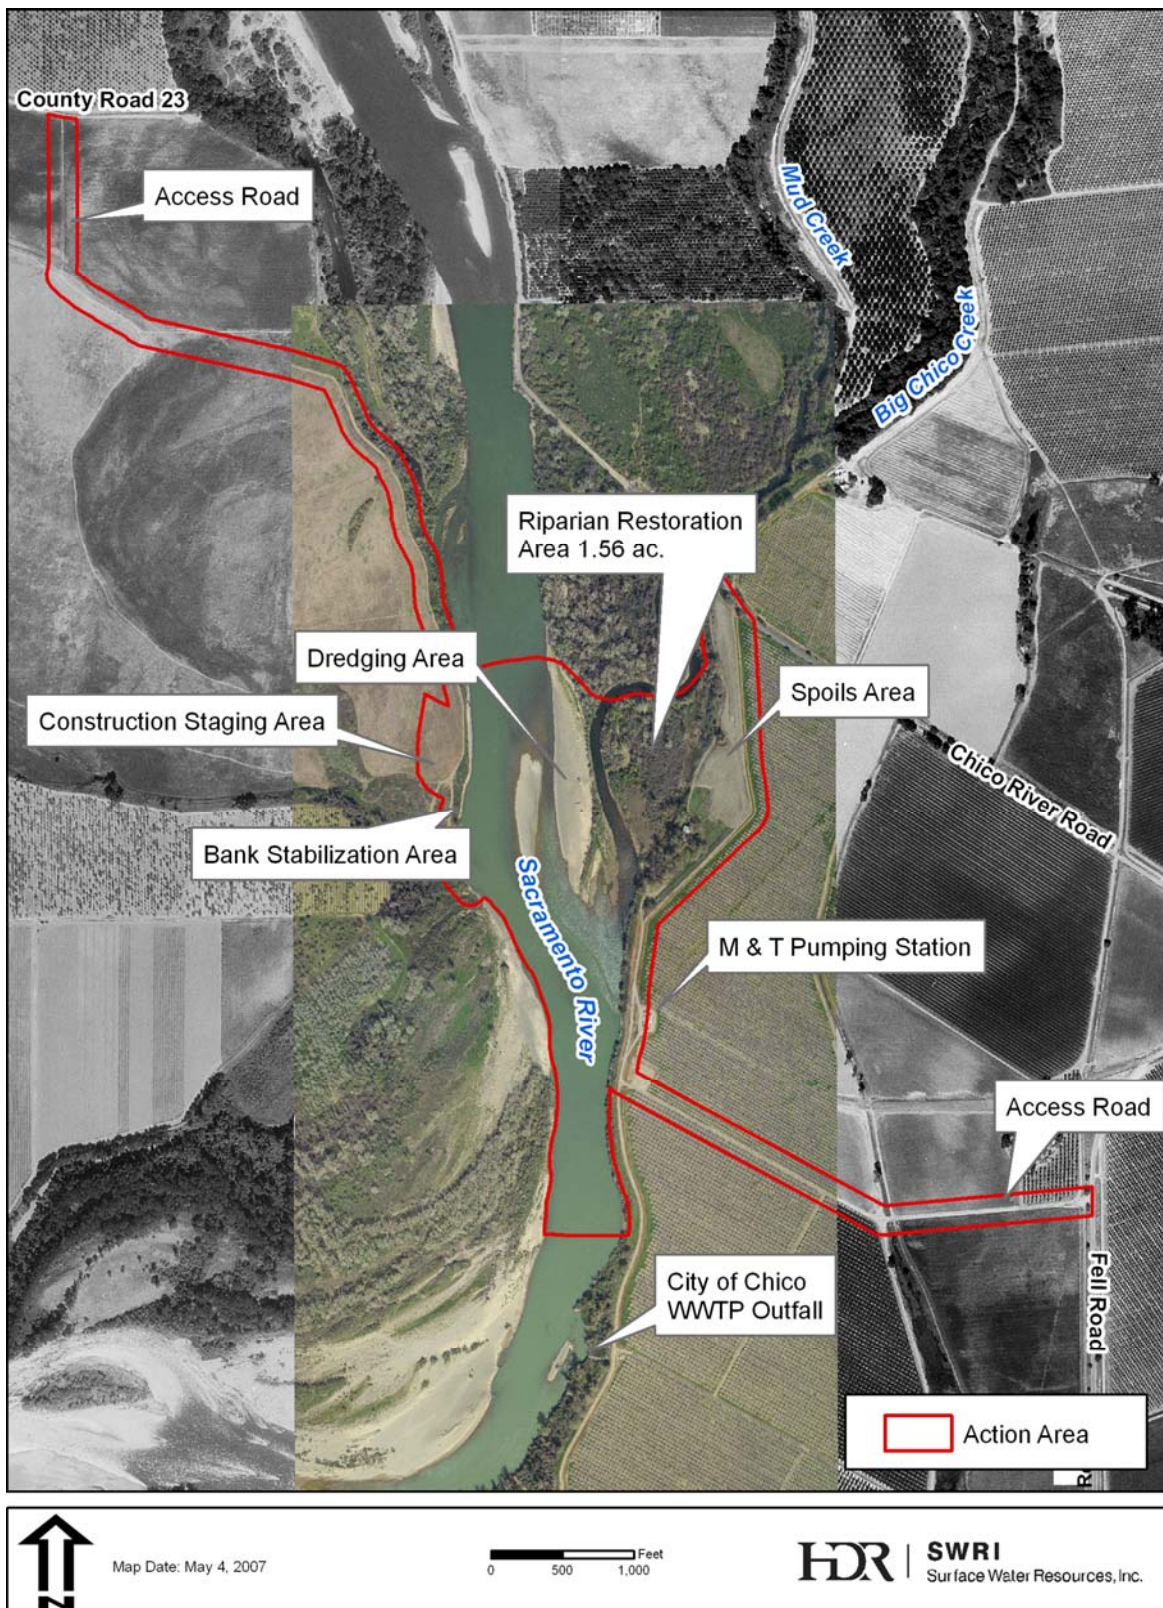 County Road 23
Access Road
Mud Creek
Big Chico Creek
Riparian Restoration
Area 1.56 ac.
Dredging Area
Spoils Area
Construction Staging Area
Chico River Road
Bank Stabilization Area
Sacramento River
M & T Pumping Station
Access Road
City of Chico
WWTP Outfall
Fell Road
Action Area
N
Map Date: May 4, 2007
Feet
0 500 1,000
HDR
SWRI
Surface Water Resources, Inc.